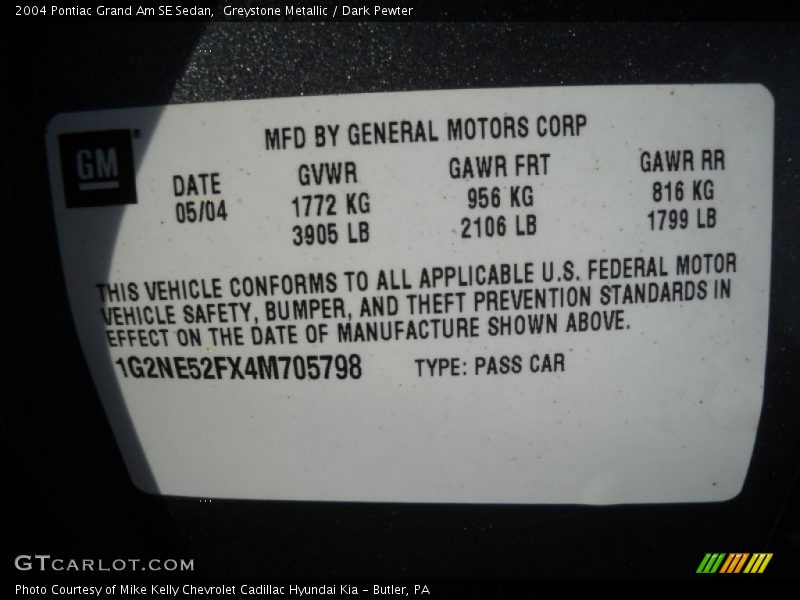 2004 Pontiac Grand Am SE Sedan,  Greystone Metallic / Dark Pewter
MFD BY GENERAL MOTORS CORP
GM®
DATE GVWR GAWR FRT GAWR RR
05/04 1772 KG 956 KG 816 KG
3905 LB 2106 LB 1799 LB
THIS VEHICLE CONFORMS TO ALL APPLICABLE U.S. FEDERAL MOTOR
VEHICLE SAFETY, BUMPER, AND THEFT PREVENTION STANDARDS IN
EFFECT ON THE DATE OF MANUFACTURE SHOWN ABOVE.
1G2NE52FX4M705798 TYPE: PASS CAR
GTCARLOT.COM
Photo Courtesy of Mike Kelly Chevrolet Cadillac Hyundai Kia - Butler, PA